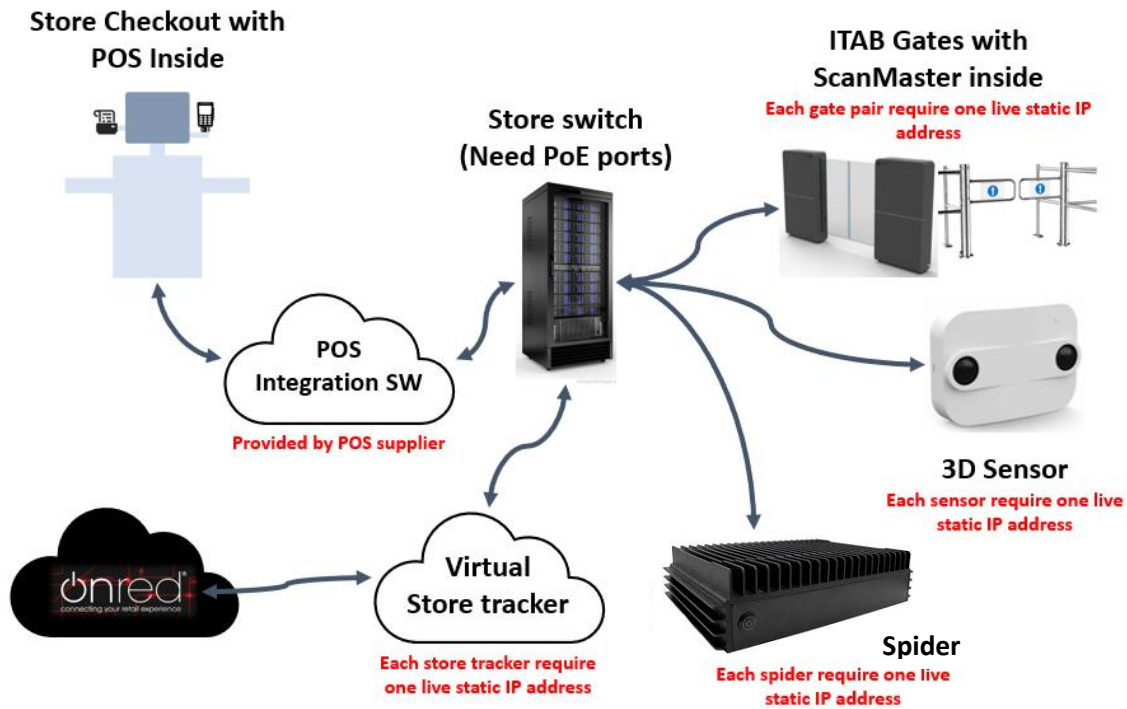 Store Checkout with
POS Inside
ITAB Gates with
ScanMaster inside
Each gate pair require one live static IP
address
Store switch
(Need PoE ports)
POS
Integration SW
Provided by POS supplier
3D Sensor
Each sensor require one live
static IP address
onred
connecting your retail experience
Virtual
Store tracker
Each store tracker require
one live static IP address
Spider
Each spider require one live
static IP address